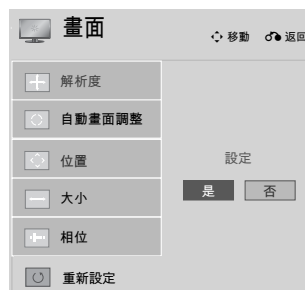 畫面
移動 返回
解析度
自動畫面調整
位置
大小
相位
重新設定
設定
是 否